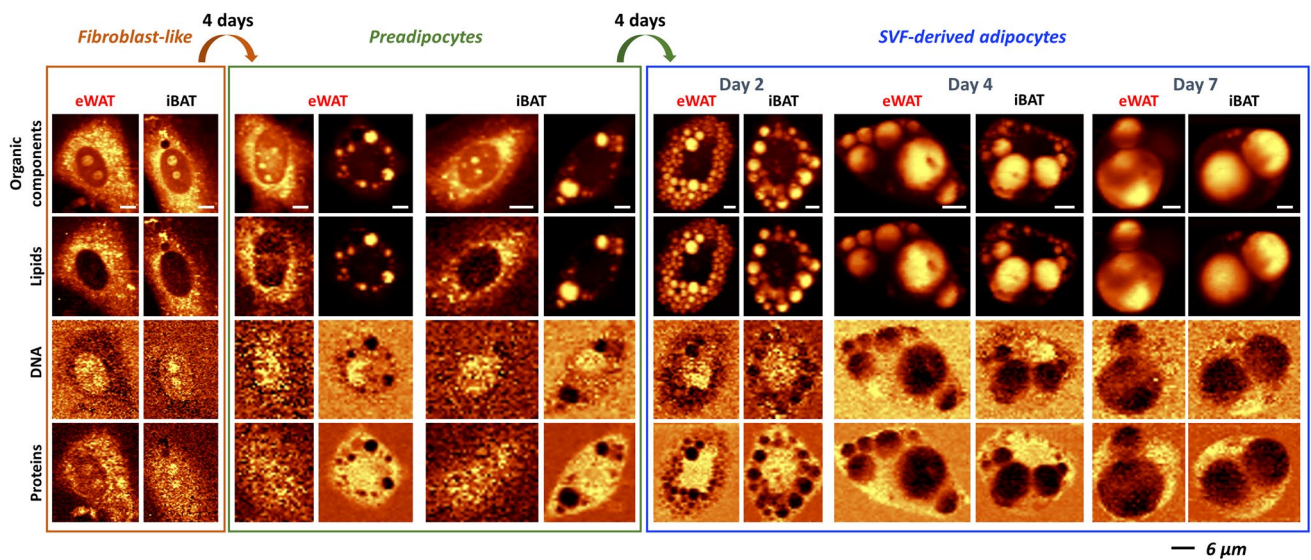 4 days
4 days
Fibroblast-like
Preadipocytes
SVF-derived adipocytes
Day 2
Day 4
Day 7
eWAT
iBAT
eWAT
iBAT
eWAT
iBAT
eWAT
iBAT
eWAT
iBAT
Organic
components
Lipids
DNA
Proteins
6 µm